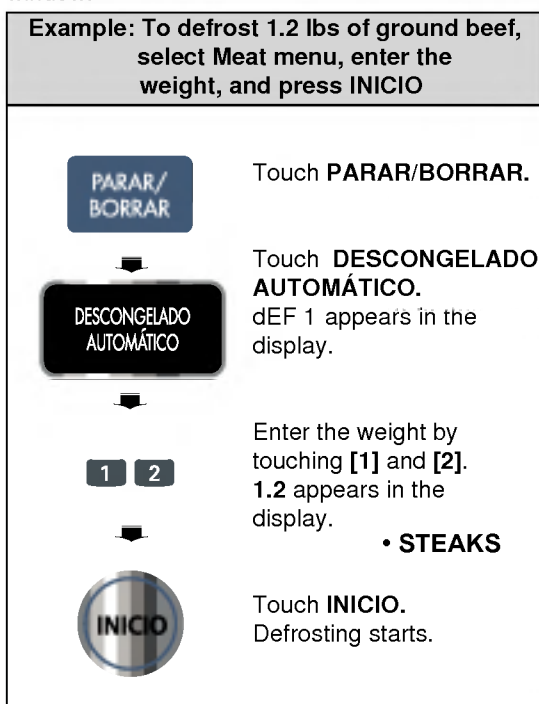 Example: To defrost 1.2 lbs of ground beef,
select Meat menu, enter the
weight, and press INICIO
PARAR/
BORRAR
Touch PARAR/BORRAR.
DESCONGELADO
AUTOMÁTICO
Touch DESCONGELADO
AUTOMÁTICO.
dEF 1 appears in the
display.
1 2
Enter the weight by
touching [1] and [2].
1.2 appears in the
display.
• STEAKS
INICIO
Touch INICIO.
Defrosting starts.